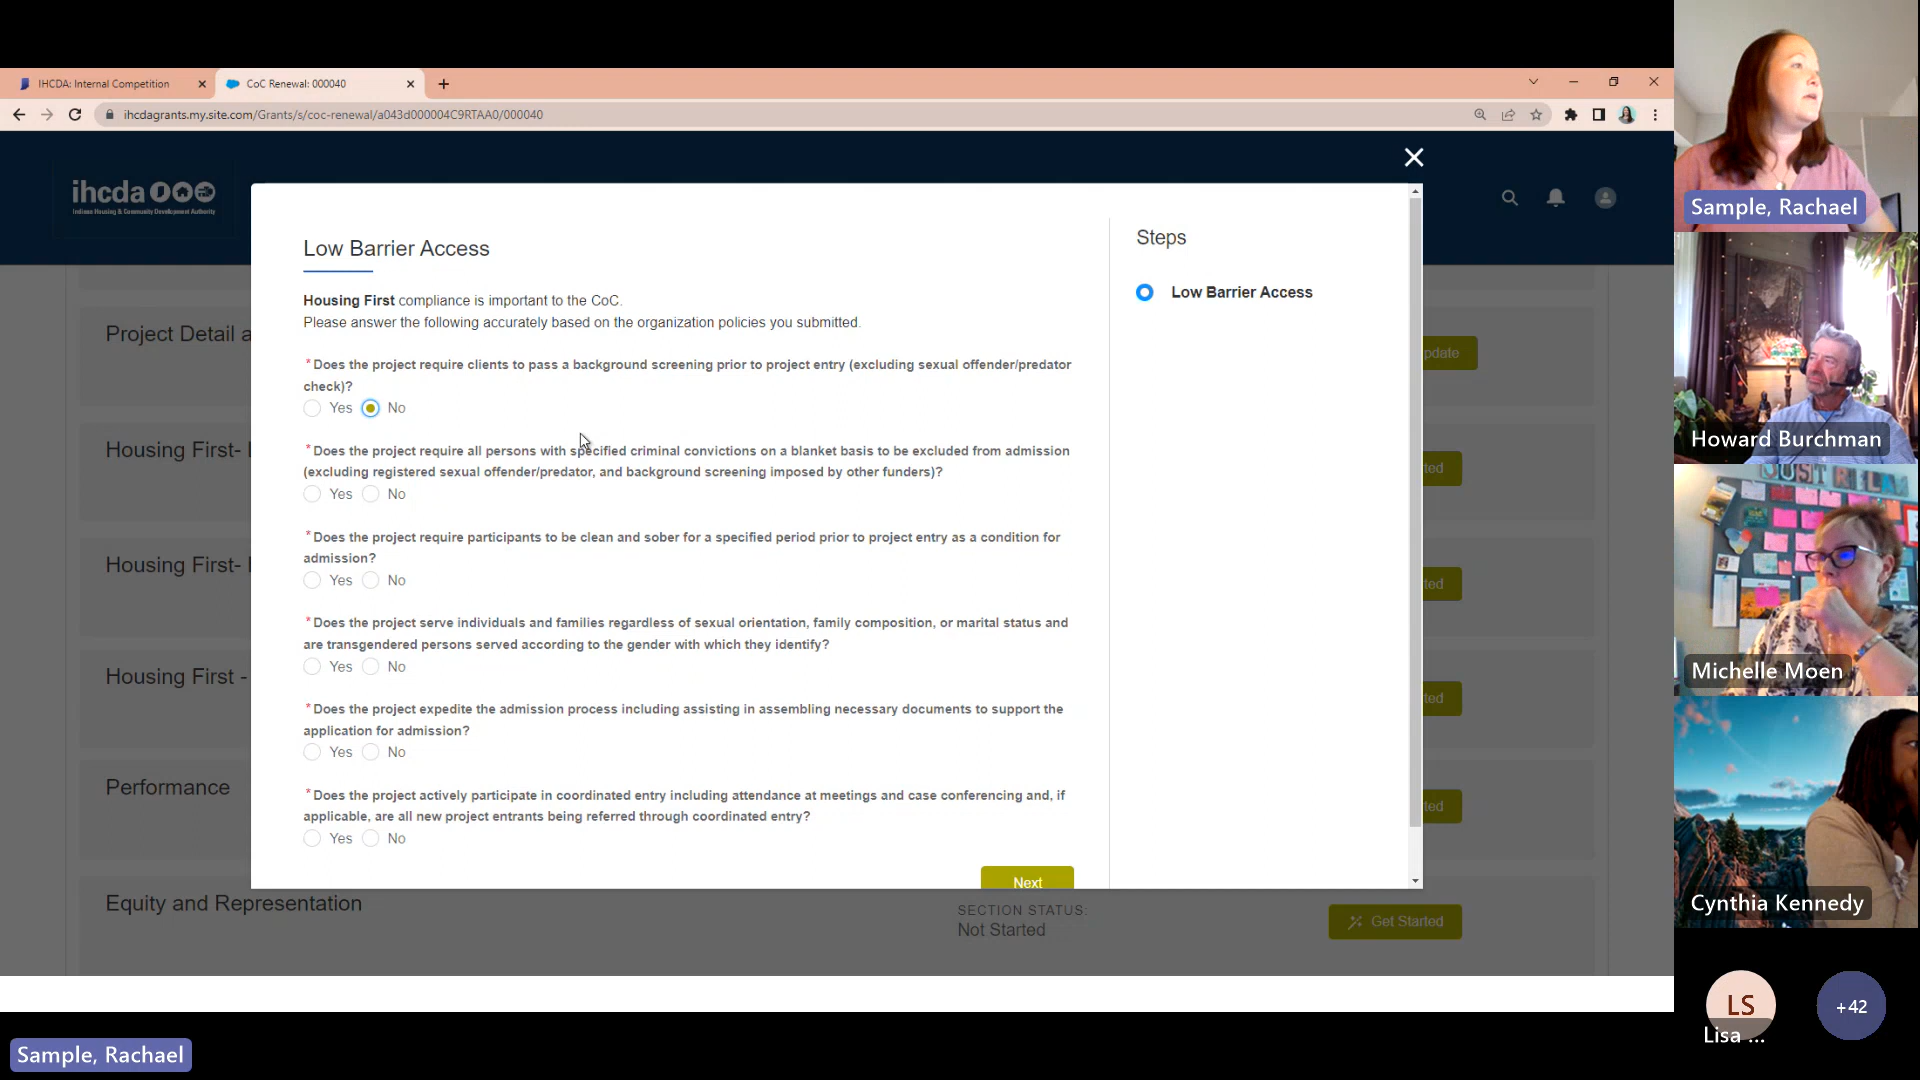 IHCDA: Internal Competition
CoC Renewal: 000040
ihcdagrants.my.site.com/Grants/s/coc-renewal/a043d000004C9RTAA0/000040
ihcda
Indiana Housing & Community Development Authority
Low Barrier Access
Housing First compliance is important to the CoC.
Please answer the following accurately based on the organization policies you submitted.
*Does the project require clients to pass a background screening prior to project entry (excluding sexual offender/predator
check)?
Yes No
*Does the project require all persons with specified criminal convictions on a blanket basis to be excluded from admission
(excluding registered sexual offender/predator, and background screening imposed by other funders)?
Yes No
*Does the project require participants to be clean and sober for a specified period prior to project entry as a condition for
admission?
Yes No
*Does the project serve individuals and families regardless of sexual orientation, family composition, or marital status and
are transgendered persons served according to the gender with which they identify?
Yes No
*Does the project expedite the admission process including assisting in assembling necessary documents to support the
application for admission?
Yes No
*Does the project actively participate in coordinated entry including attendance at meetings and case conferencing and, if
applicable, are all new project entrants being referred through coordinated entry?
Yes No
Next
Steps
Low Barrier Access
Project Detail a
pdate
Housing First-
ted
Housing First-
ted
Housing First -
ted
Performance
ted
Equity and Representation
SECTION STATUS:
Not Started
Get Started
Sample, Rachael
Howard Burchman
JUST
Michelle Moen
Cynthia Kennedy
LS
Lisa ...
+42
Sample, Rachael